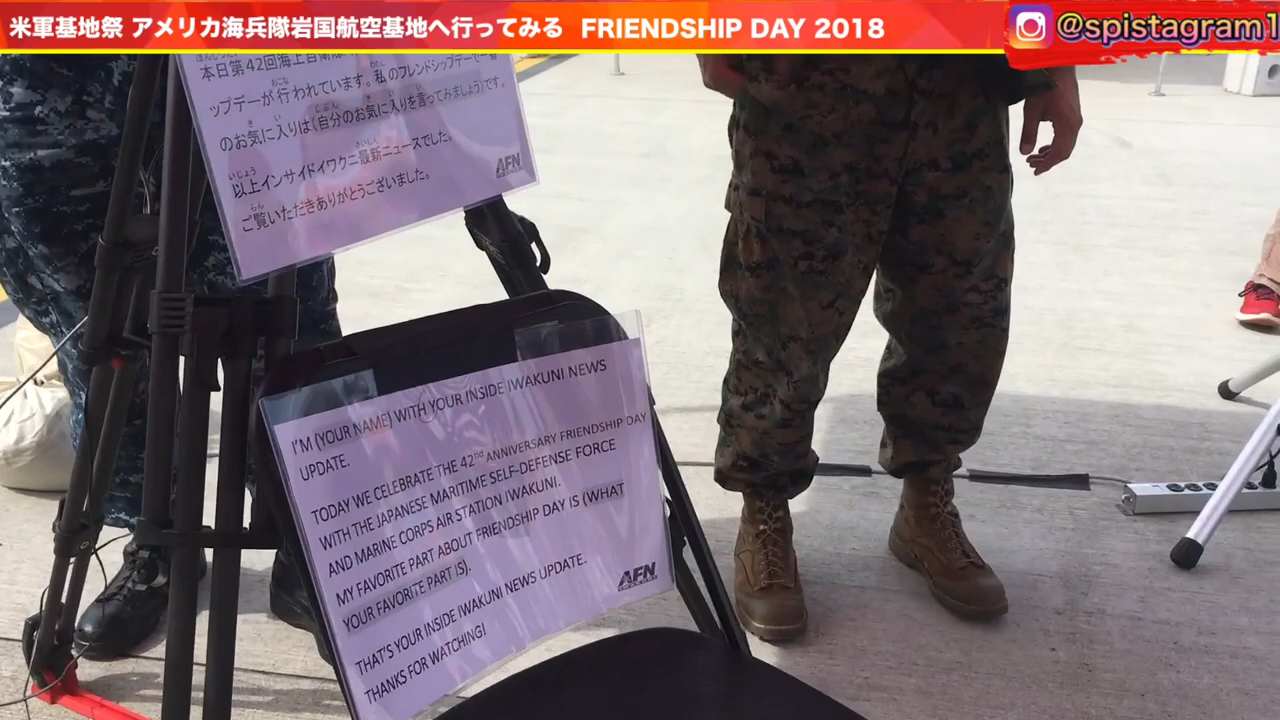 米軍基地祭 アメリカ海兵隊岩国航空基地へ行ってみる FRIENDSHIP DAY 2018
@spistagram1
本日第42回海上自衛隊
ップデーが行われています。私のフレンドシップデーで一番
のお気に入りは(自分のお気に入りを言ってみましょう)です。
以上インサイドイワクニ最新ニュースでした。
ご覧いただきありがとうございました。
AFN
I'M (YOUR NAME) WITH YOUR INSIDE IWAKUNI NEWS
UPDATE.
TODAY WE CELEBRATE THE 42nd ANNIVERSARY FRIENDSHIP DAY
WITH THE JAPANESE MARITIME SELF-DEFENSE FORCE
AND MARINE CORPS AIR STATION IWAKUNI.
MY FAVORITE PART ABOUT FRIENDSHIP DAY IS (WHAT
YOUR FAVORITE PART IS).
THAT'S YOUR INSIDE IWAKUNI NEWS UPDATE.
THANKS FOR WATCHING!
AFN
IWAKUNI